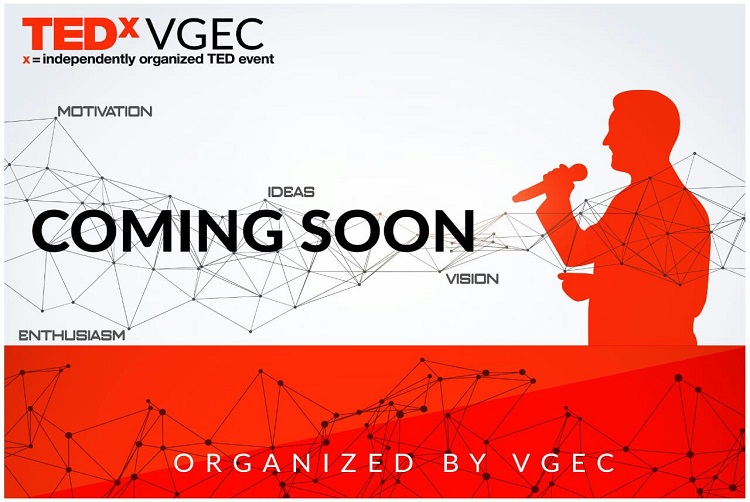 TEDx VGEC
x = independently organized TED event
MOTIVATION
IDEAS
COMING SOON
VISION
ENTHUSIASM
ORGANIZED BY VGEC